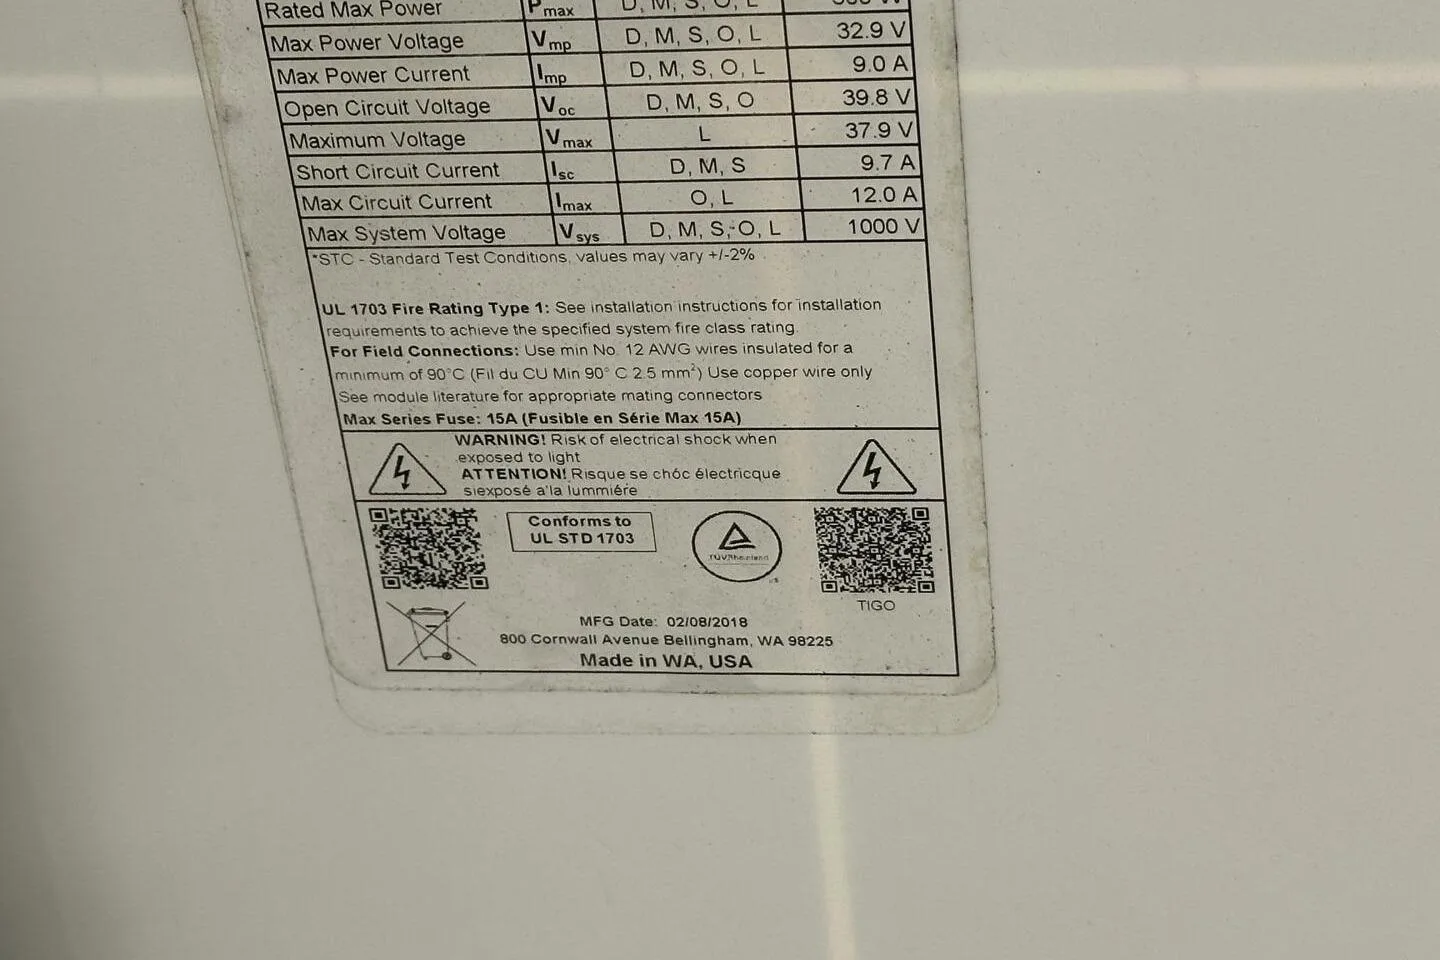 Rated Max Power Pmax D, M, S, O, L
Max Power Voltage Vmp D, M, S, O, L 32.9 V
Max Power Current Imp D, M, S, O, L 9.0 A
Open Circuit Voltage Voc D, M, S, O 39.8 V
Maximum Voltage Vmax L 37.9 V
Short Circuit Current Isc D, M, S 9.7 A
Max Circuit Current Imax O, L 12.0 A
Max System Voltage Vsys D, M, S, O, L 1000 V
*STC - Standard Test Conditions, values may vary +/-2%
UL 1703 Fire Rating Type 1: See installation instructions for installation
requirements to achieve the specified system fire class rating.
For Field Connections: Use min No. 12 AWG wires insulated for a
minimum of 90°C (Fil du CU Min 90° C 2.5 mm²) Use copper wire only
See module literature for appropriate mating connectors
Max Series Fuse: 15A (Fusible en Série Max 15A)
WARNING! Risk of electrical shock when
exposed to light
ATTENTION! Risque se chóc électricque
siexposé a'la lummiére
Conforms to
UL STD 1703
TÜVRheinland
TIGO
MFG Date: 02/08/2018
800 Cornwall Avenue Bellingham, WA 98225
Made in WA, USA